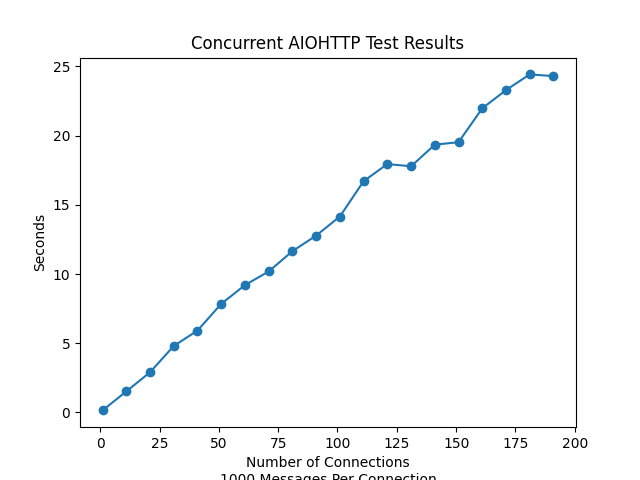 Concurrent AIOHTTP Test Results
25
20
15
10
5
0
Seconds
0 25 50 75 100 125 150 175 200
Number of Connections
1000 Messages Per Connection